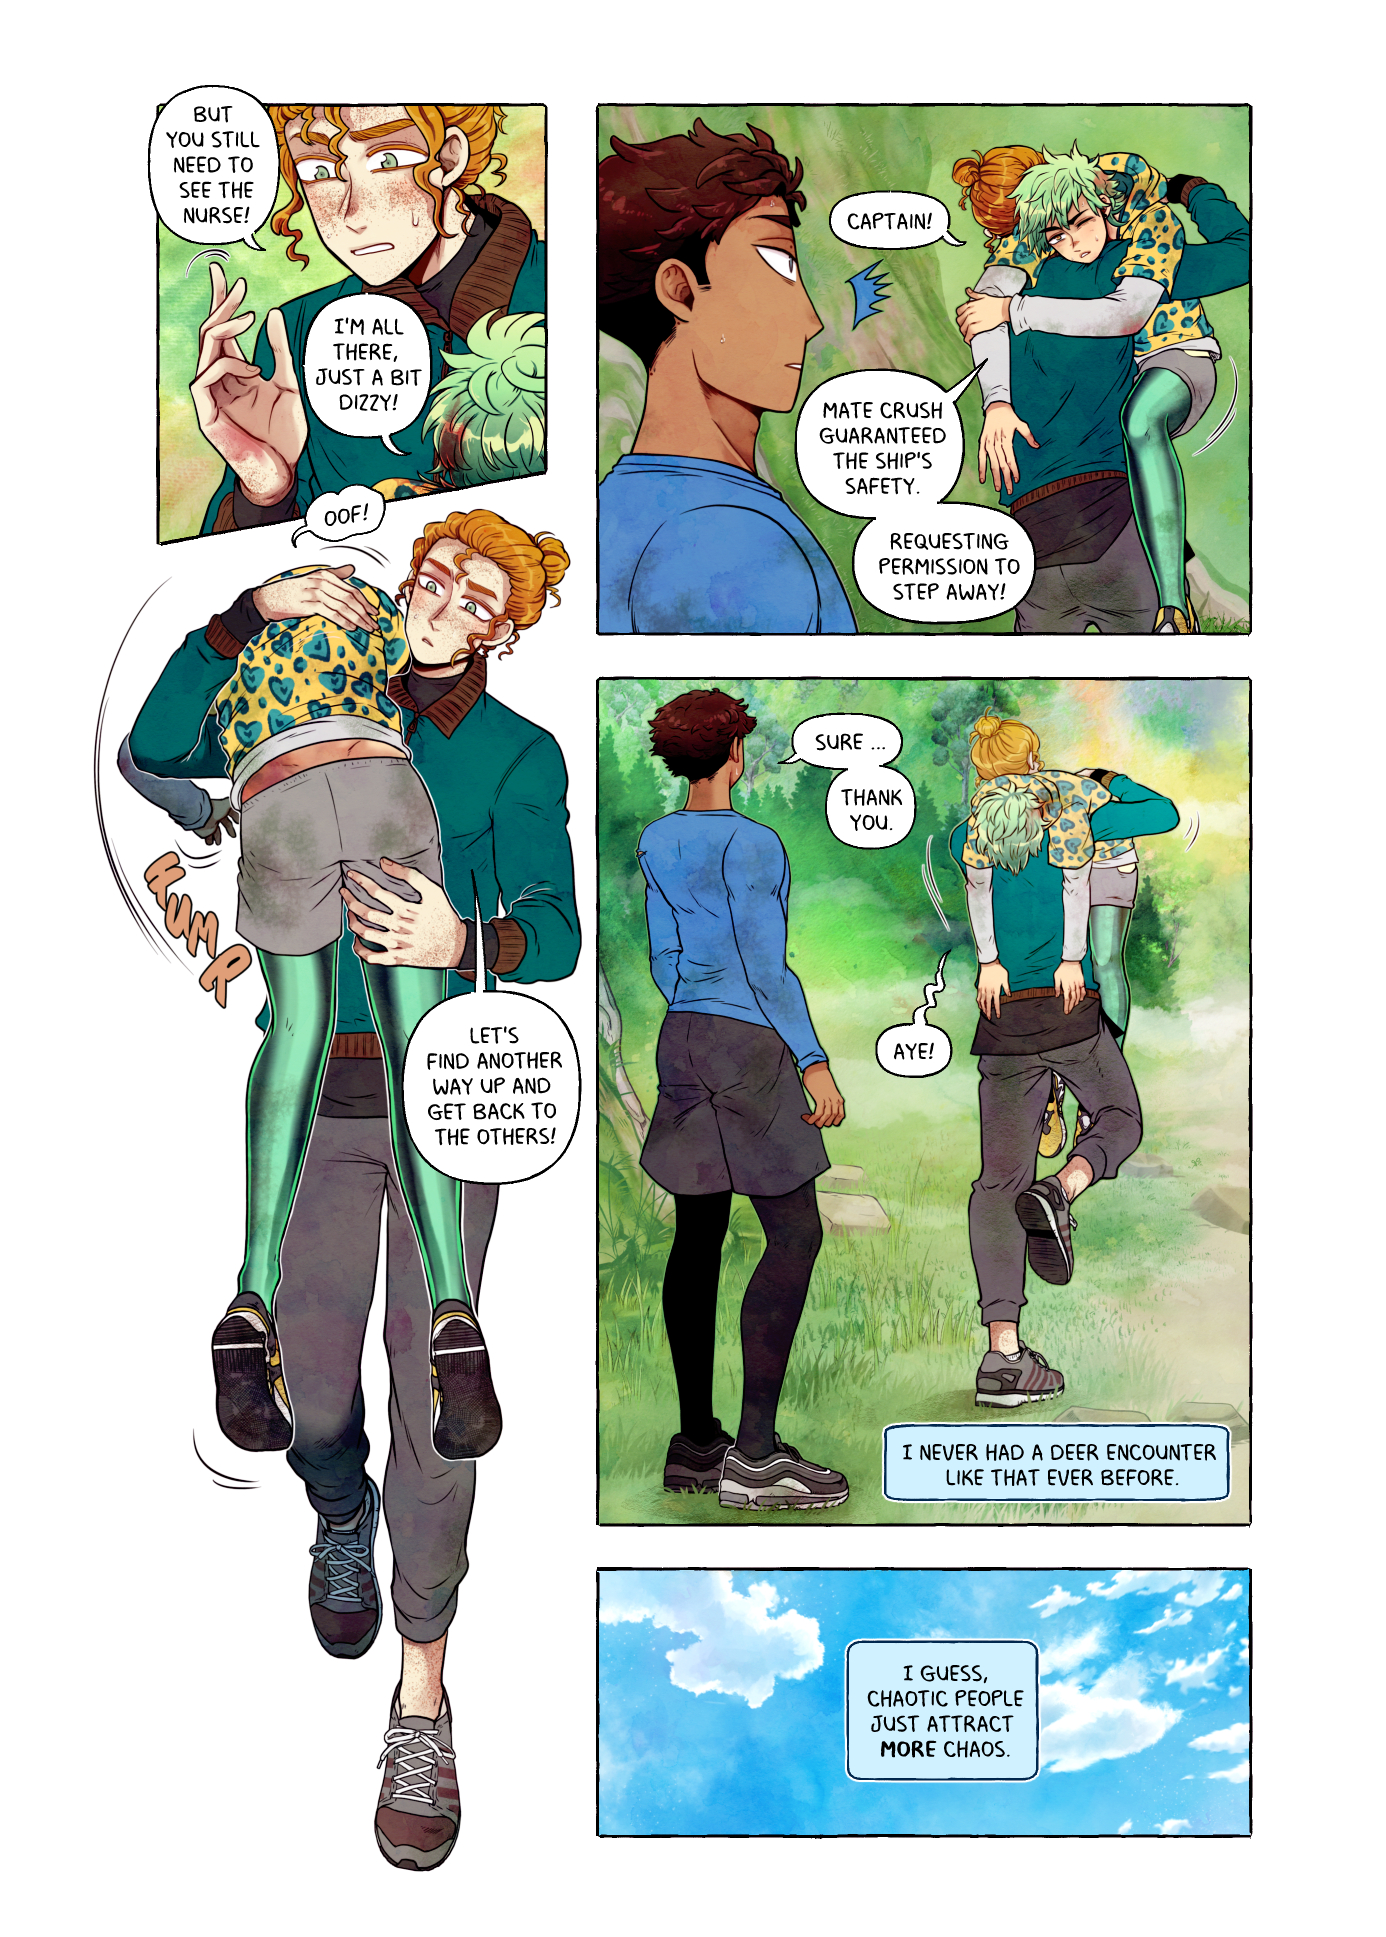 BUT
YOU STILL
NEED TO
SEE THE
NURSE!
I'M ALL
THERE,
JUST A BIT
DIZZY!
OOF!
HUMR
LET'S
FIND ANOTHER
WAY UP AND
GET BACK TO
THE OTHERS!
CAPTAIN!
MATE CRUSH
GUARANTEED
THE SHIP'S
SAFETY.
REQUESTING
PERMISSION TO
STEP AWAY!
SURE ...
THANK
YOU.
AYE!
I NEVER HAD A DEER ENCOUNTER
LIKE THAT EVER BEFORE.
I GUESS,
CHAOTIC PEOPLE
JUST ATTRACT
MORE CHAOS.